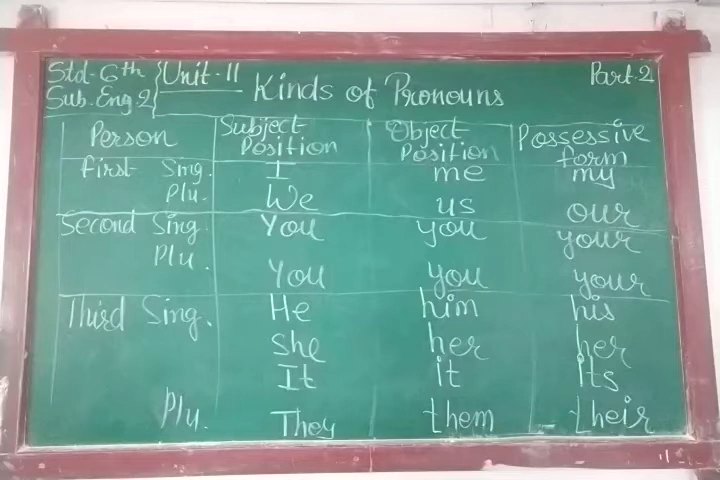 Std-6th Unit-11 Part-2
Sub.Eng.2 Kinds of Pronouns
Person Subject Position Object Position Possessive form
first Sing. I me my
Plu. We us our
Second Sing. You you your
Plu. You you your
Third Sing. He him his
She her her
It it its
Plu. They them their